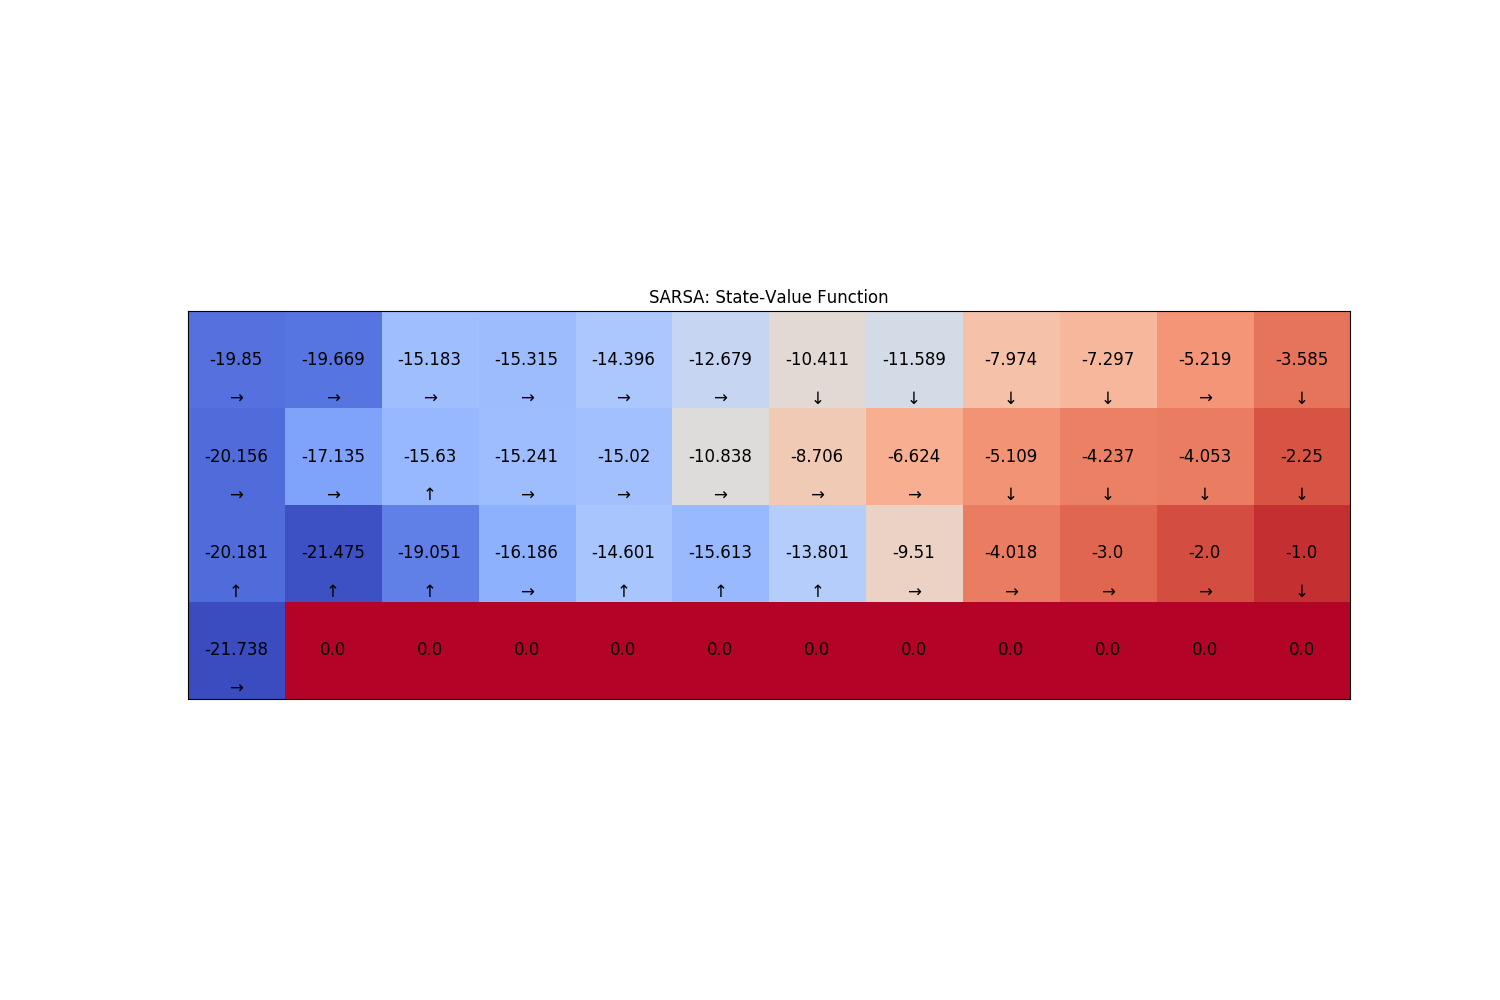 SARSA: State-Value Function
-19.85 -19.669 -15.183 -15.315 -14.396 -12.679 -10.411 -11.589 -7.974 -7.297 -5.219 -3.585
→ → → → → → ↓ ↓ ↓ ↓ → ↓
-20.156 -17.135 -15.63 -15.241 -15.02 -10.838 -8.706 -6.624 -5.109 -4.237 -4.053 -2.25
→ → ↑ → → → → → ↓ ↓ ↓ ↓
-20.181 -21.475 -19.051 -16.186 -14.601 -15.613 -13.801 -9.51 -4.018 -3.0 -2.0 -1.0
↑ ↑ ↑ → ↑ ↑ ↑ → → → → ↓
-21.738 0.0 0.0 0.0 0.0 0.0 0.0 0.0 0.0 0.0 0.0 0.0
→